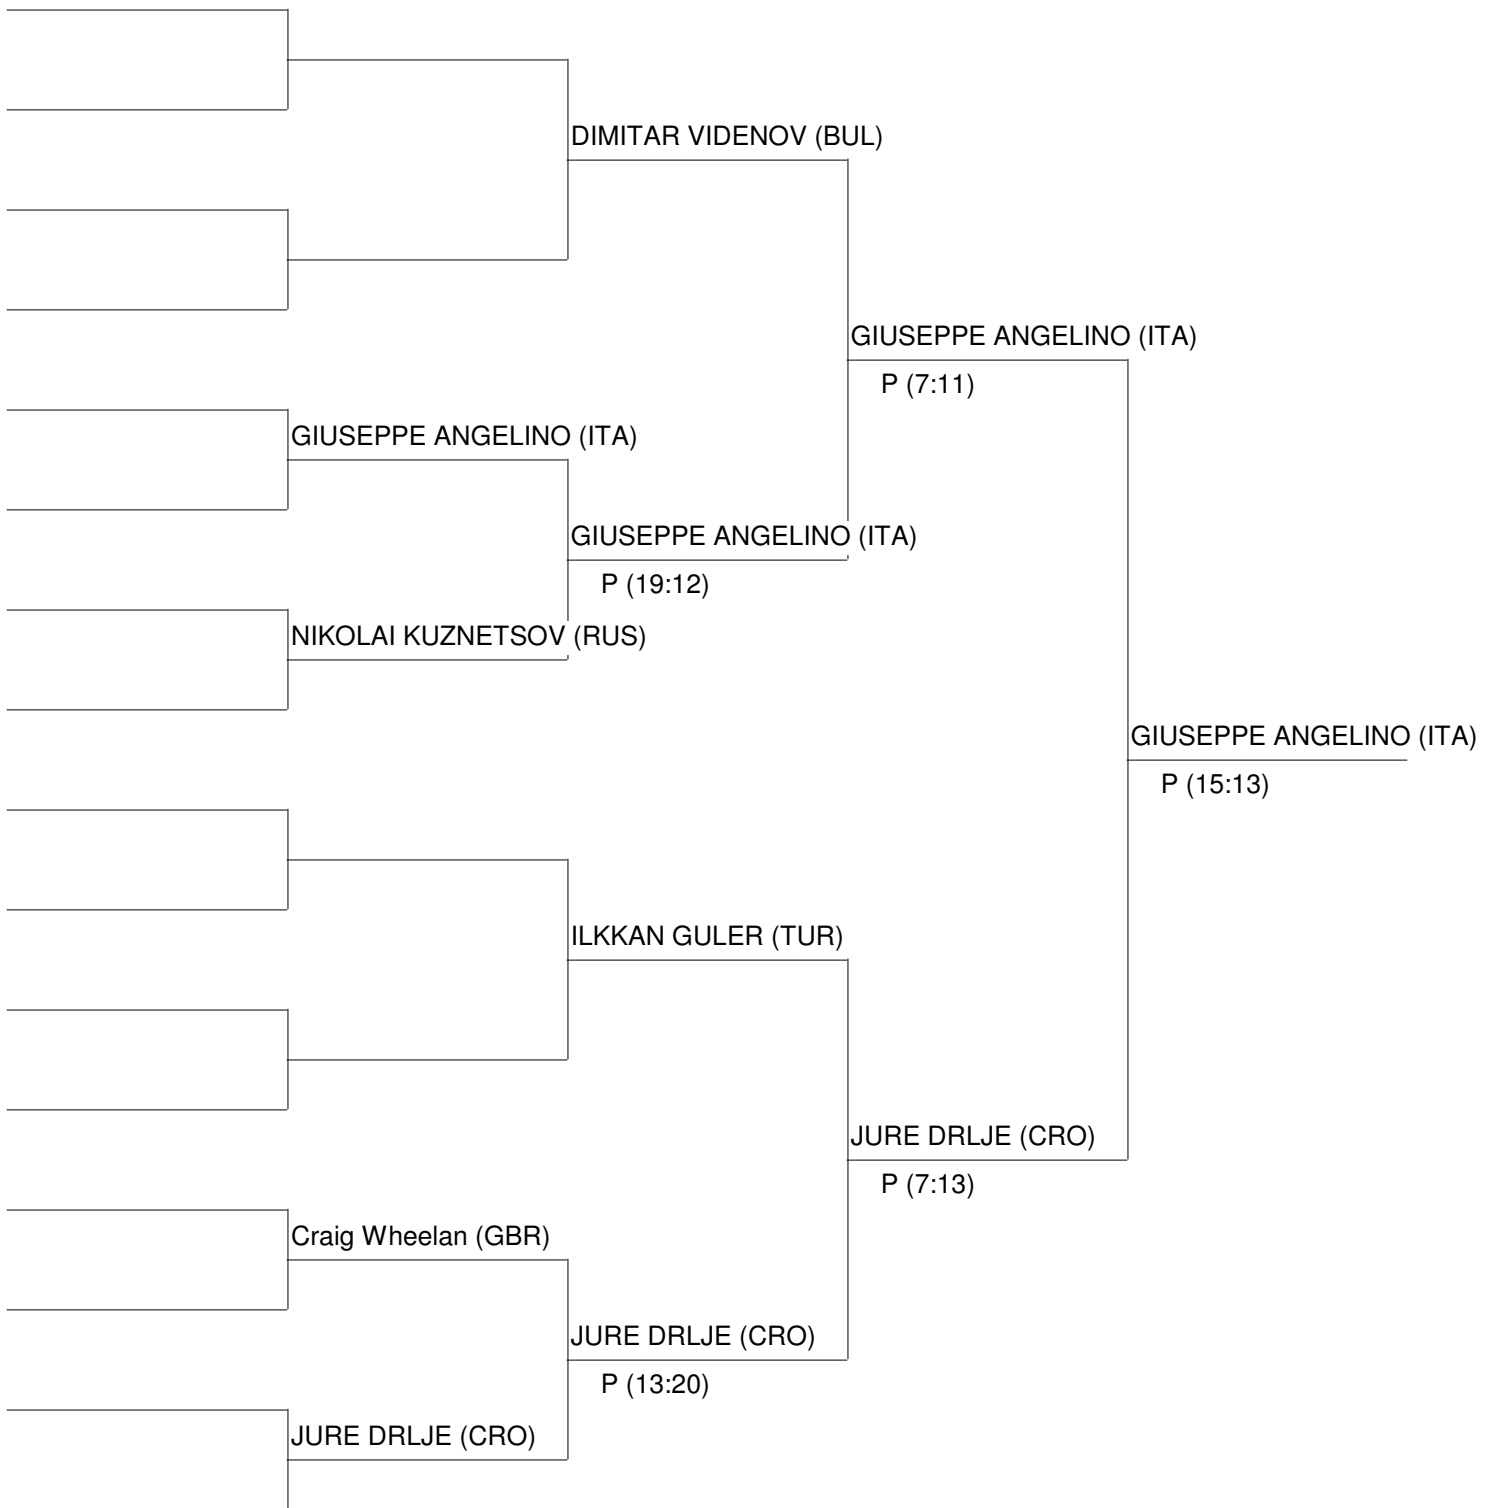 DIMITAR VIDENOV (BUL)
GIUSEPPE ANGELINO (ITA)
P (7:11)
GIUSEPPE ANGELINO (ITA)
GIUSEPPE ANGELINO (ITA)
P (19:12)
NIKOLAI KUZNETSOV (RUS)
GIUSEPPE ANGELINO (ITA)
P (15:13)
ILKKAN GULER (TUR)
JURE DRLJE (CRO)
P (7:13)
Craig Wheelan (GBR)
JURE DRLJE (CRO)
P (13:20)
JURE DRLJE (CRO)